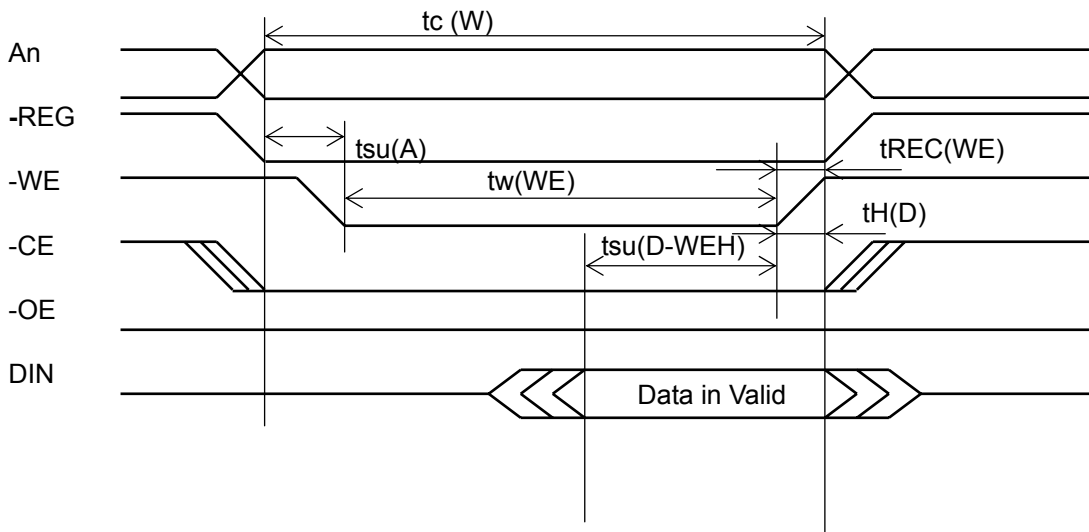 tc (W)
An
-REG
tsu(A)
tREC(WE)
-WE
tw(WE)
tH(D)
-CE
tsu(D-WEH)
-OE
DIN
Data in Valid